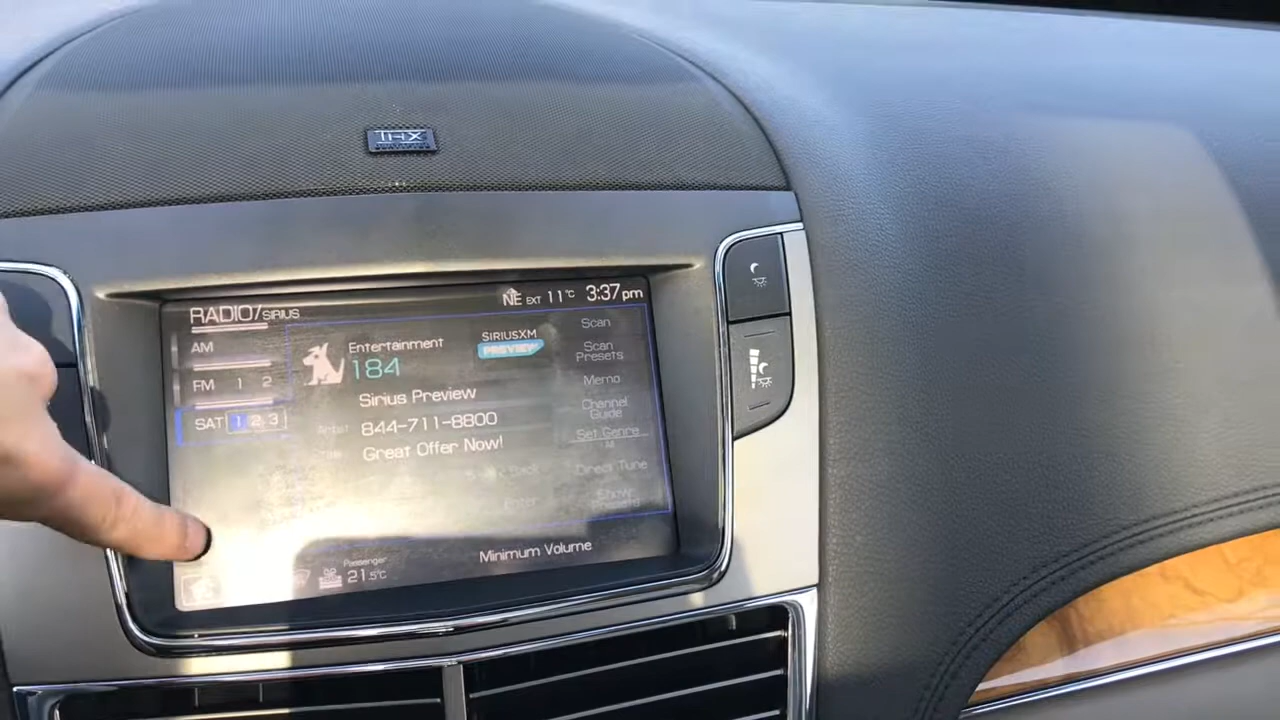 THX
NE EXT 11°C 3:37pm
RADIO/SIRIUS
AM
FM 1 2
SAT 1 2 3
Entertainment
184
SIRIUSXM
PREVIEW
Sirius Preview
844-711-8800
Great Offer Now!
Scan
Scan
Presets
Memo
Channel
Guide
Set Genre
All
Direct Tune
Show
Enter
Minimum Volume
Passenger
21.5°C